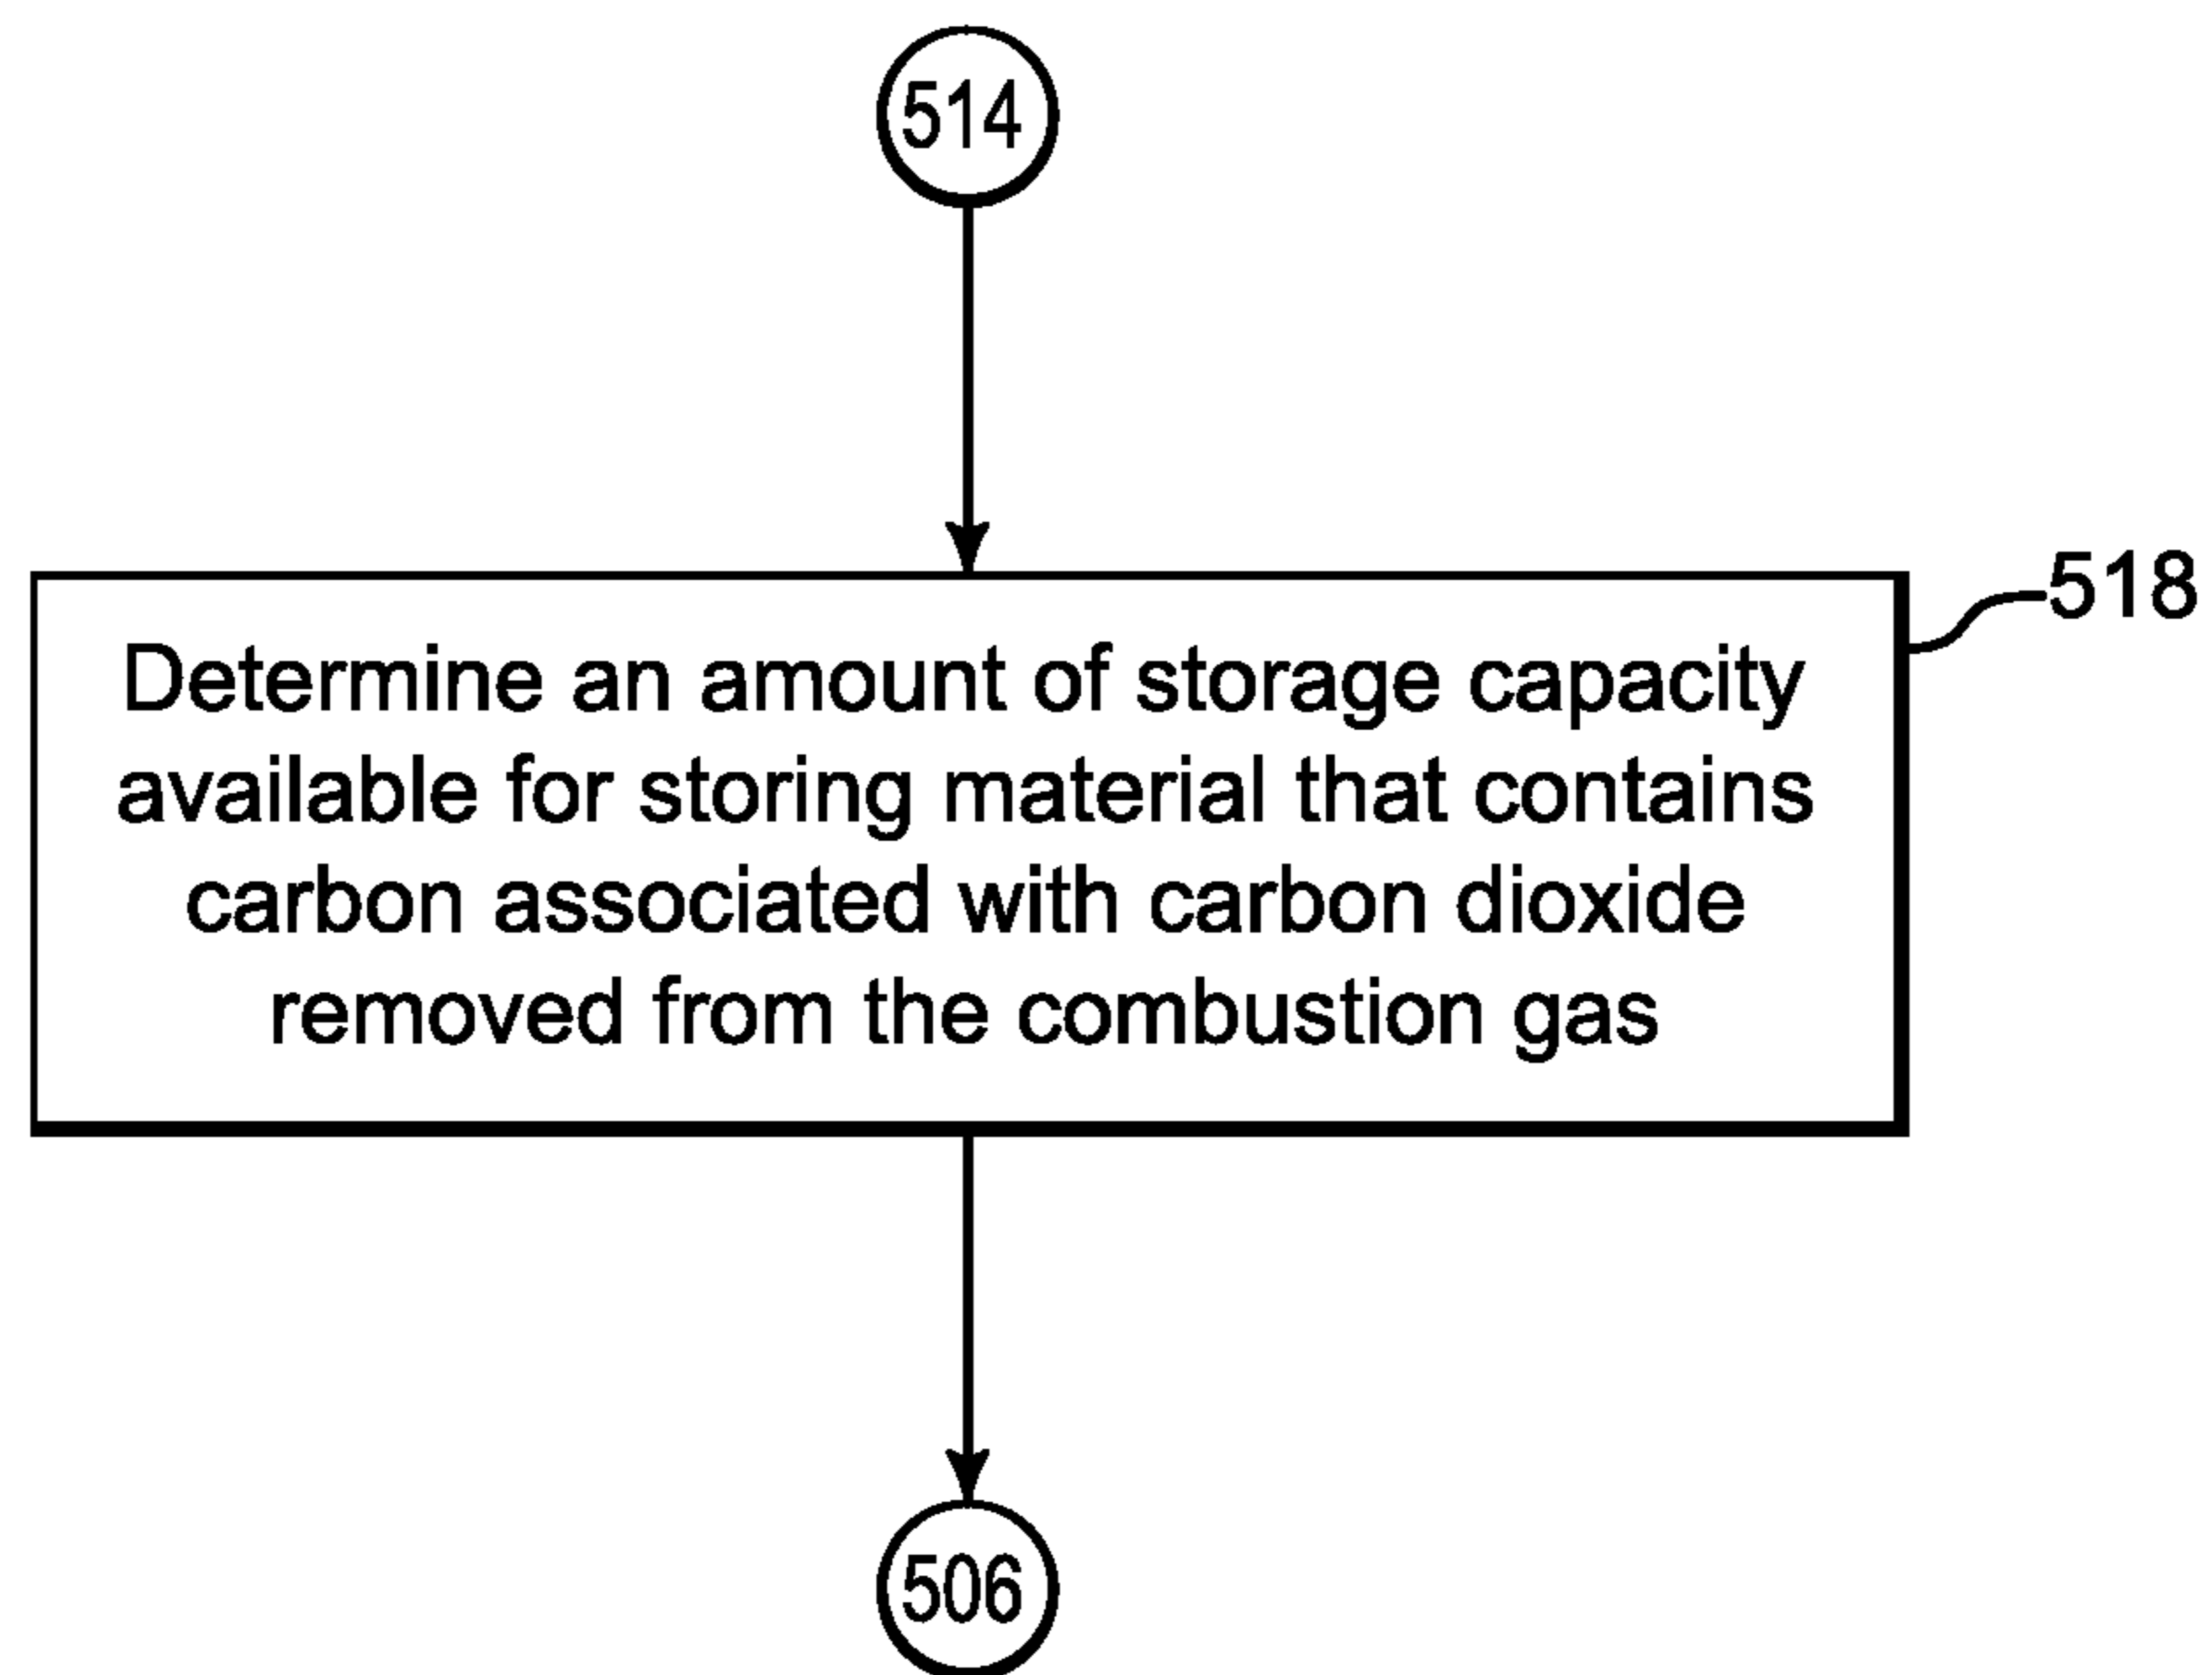 514
518
Determine an amount of storage capacity
available for storing material that contains
carbon associated with carbon dioxide
removed from the combustion gas
506